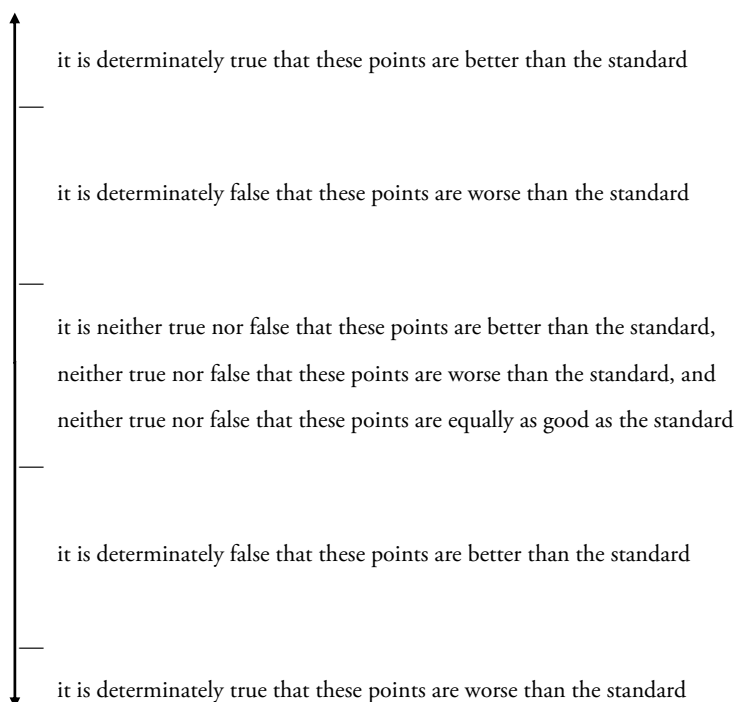 it is determinately true that these points are better than the standard
it is determinately false that these points are worse than the standard
it is neither true nor false that these points are better than the standard,
neither true nor false that these points are worse than the standard, and
neither true nor false that these points are equally as good as the standard
it is determinately false that these points are better than the standard
it is determinately true that these points are worse than the standard